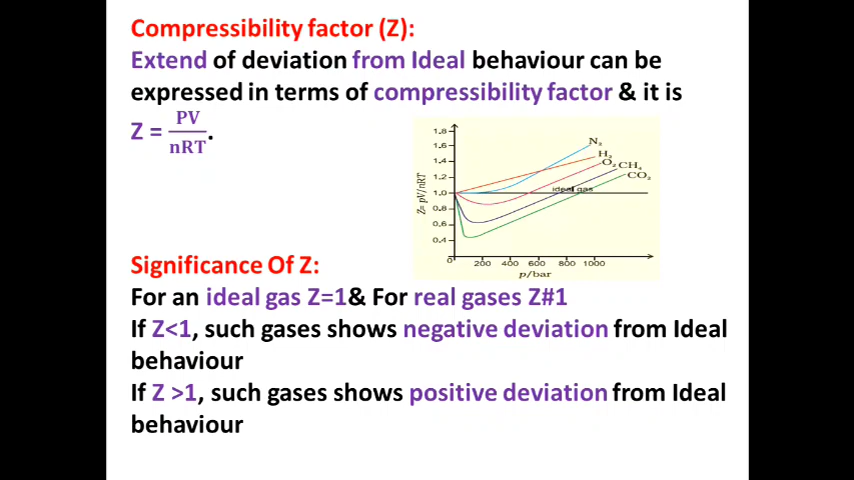 Compressibility factor (Z):
Extend of deviation from Ideal behaviour can be
expressed in terms of compressibility factor & it is
Z = PV/nRT.
1.8
1.6
1.4
1.2
1.0
0.8
0.6
0.4
0
Z= pV/nRT
N₂
H₂
O₂
CH₄
CO₂
ideal gas
200 400 600 800 1000
p/bar
Significance Of Z:
For an ideal gas Z=1& For real gases Z#1
If Z<1, such gases shows negative deviation from Ideal
behaviour
If Z >1, such gases shows positive deviation from Ideal
behaviour